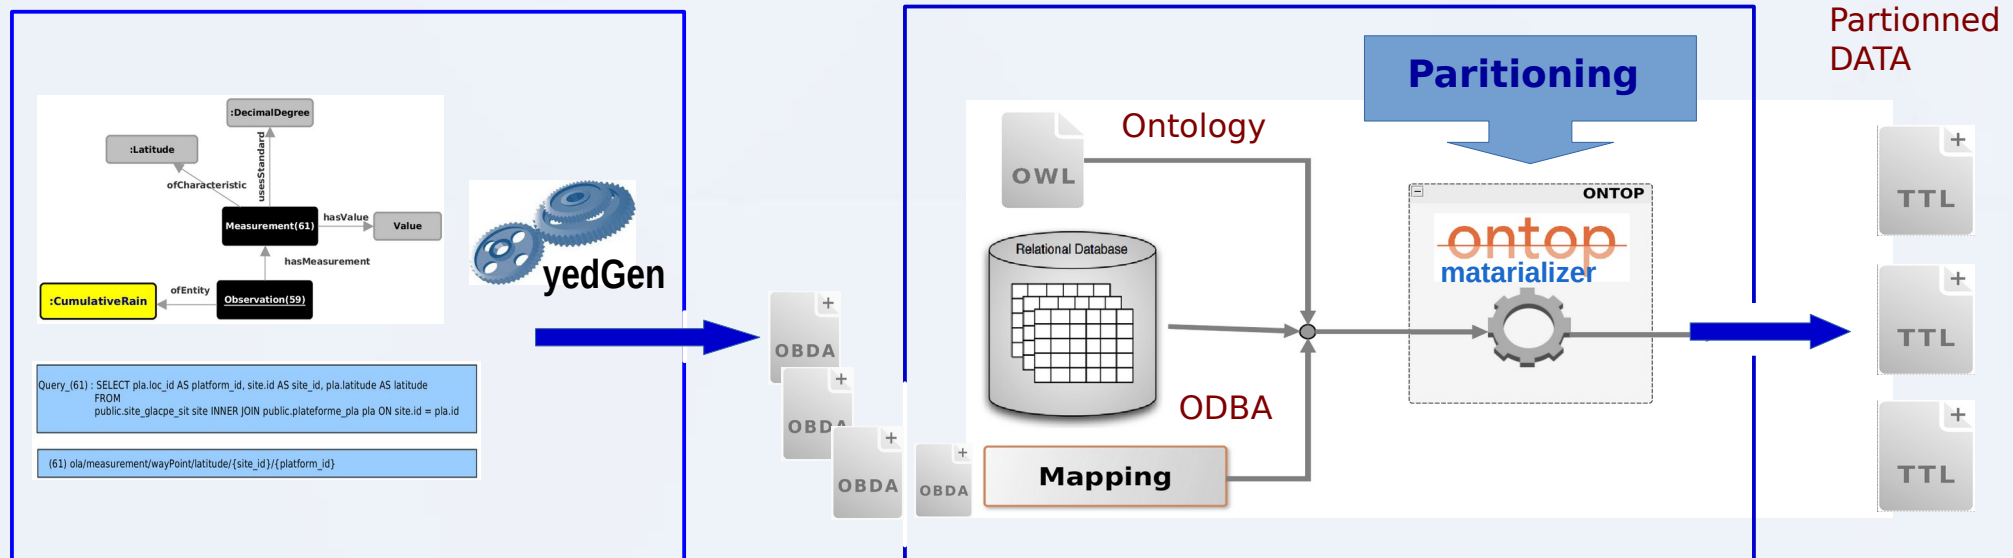 :DecimalDegree
:Latitude
usesStandard
ofCharacteristic
Measurement(61)
hasValue
Value
hasMeasurement
ofEntity
:CumulativeRain
Observation(59)
Query_(61) : SELECT pla.loc_id AS platform_id, site.id AS site_id, pla.latitude AS latitude
FROM
public.site_glacpe_sit site INNER JOIN public.plateforme_pla pla ON site.id = pla.id
(61) ola/measurement/wayPoint/latitude/{site_id}/{platform_id}
yedGen
OBDA
OBDA
OBDA
OBDA
Ontology
OWL
Relational Database
ODBA
Mapping
Paritioning
ONTOP
ontop
matarializer
Partionned
DATA
TTL
TTL
TTL